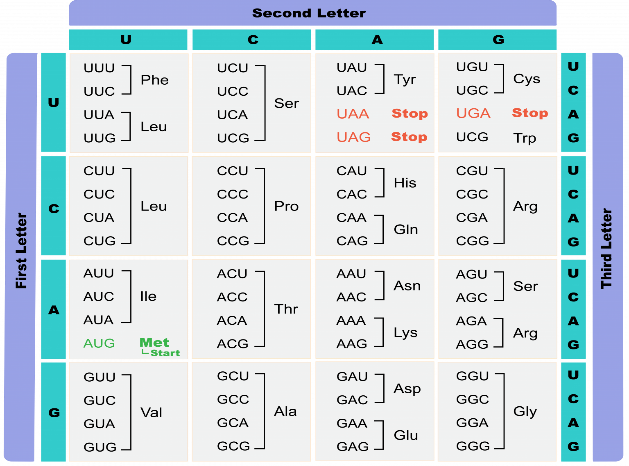 Second Letter
U C A G
First Letter
Third Letter
U
UUU UCU UAU UGU U
Phe Tyr Cys
UUC UCC UAC UGC C
Ser
UUA UCA UAA Stop UGA Stop A
Leu
UUG UCG UAG Stop UCG Trp G
C
CUU CCU CAU CGU U
His
CUC CCC CAC CGC C
Leu Pro Arg
CUA CCA CAA CGA A
Gln
CUG CCG CAG CGG G
A
AUU ACU AAU AGU U
Asn Ser
AUC ACC AAC AGC C
Ile Thr
AUA ACA AAA AGA A
Lys Arg
AUG Met ACG AAG AGG G
Start
G
GUU GCU GAU GGU U
Asp
GUC GCC GAC GGC C
Val Ala Gly
GUA GCA GAA GGA A
Glu
GUG GCG GAG GGG G